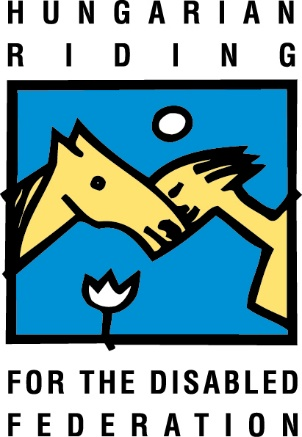 HUNGARIAN
RIDING
FOR THE DISABLED
FEDERATION